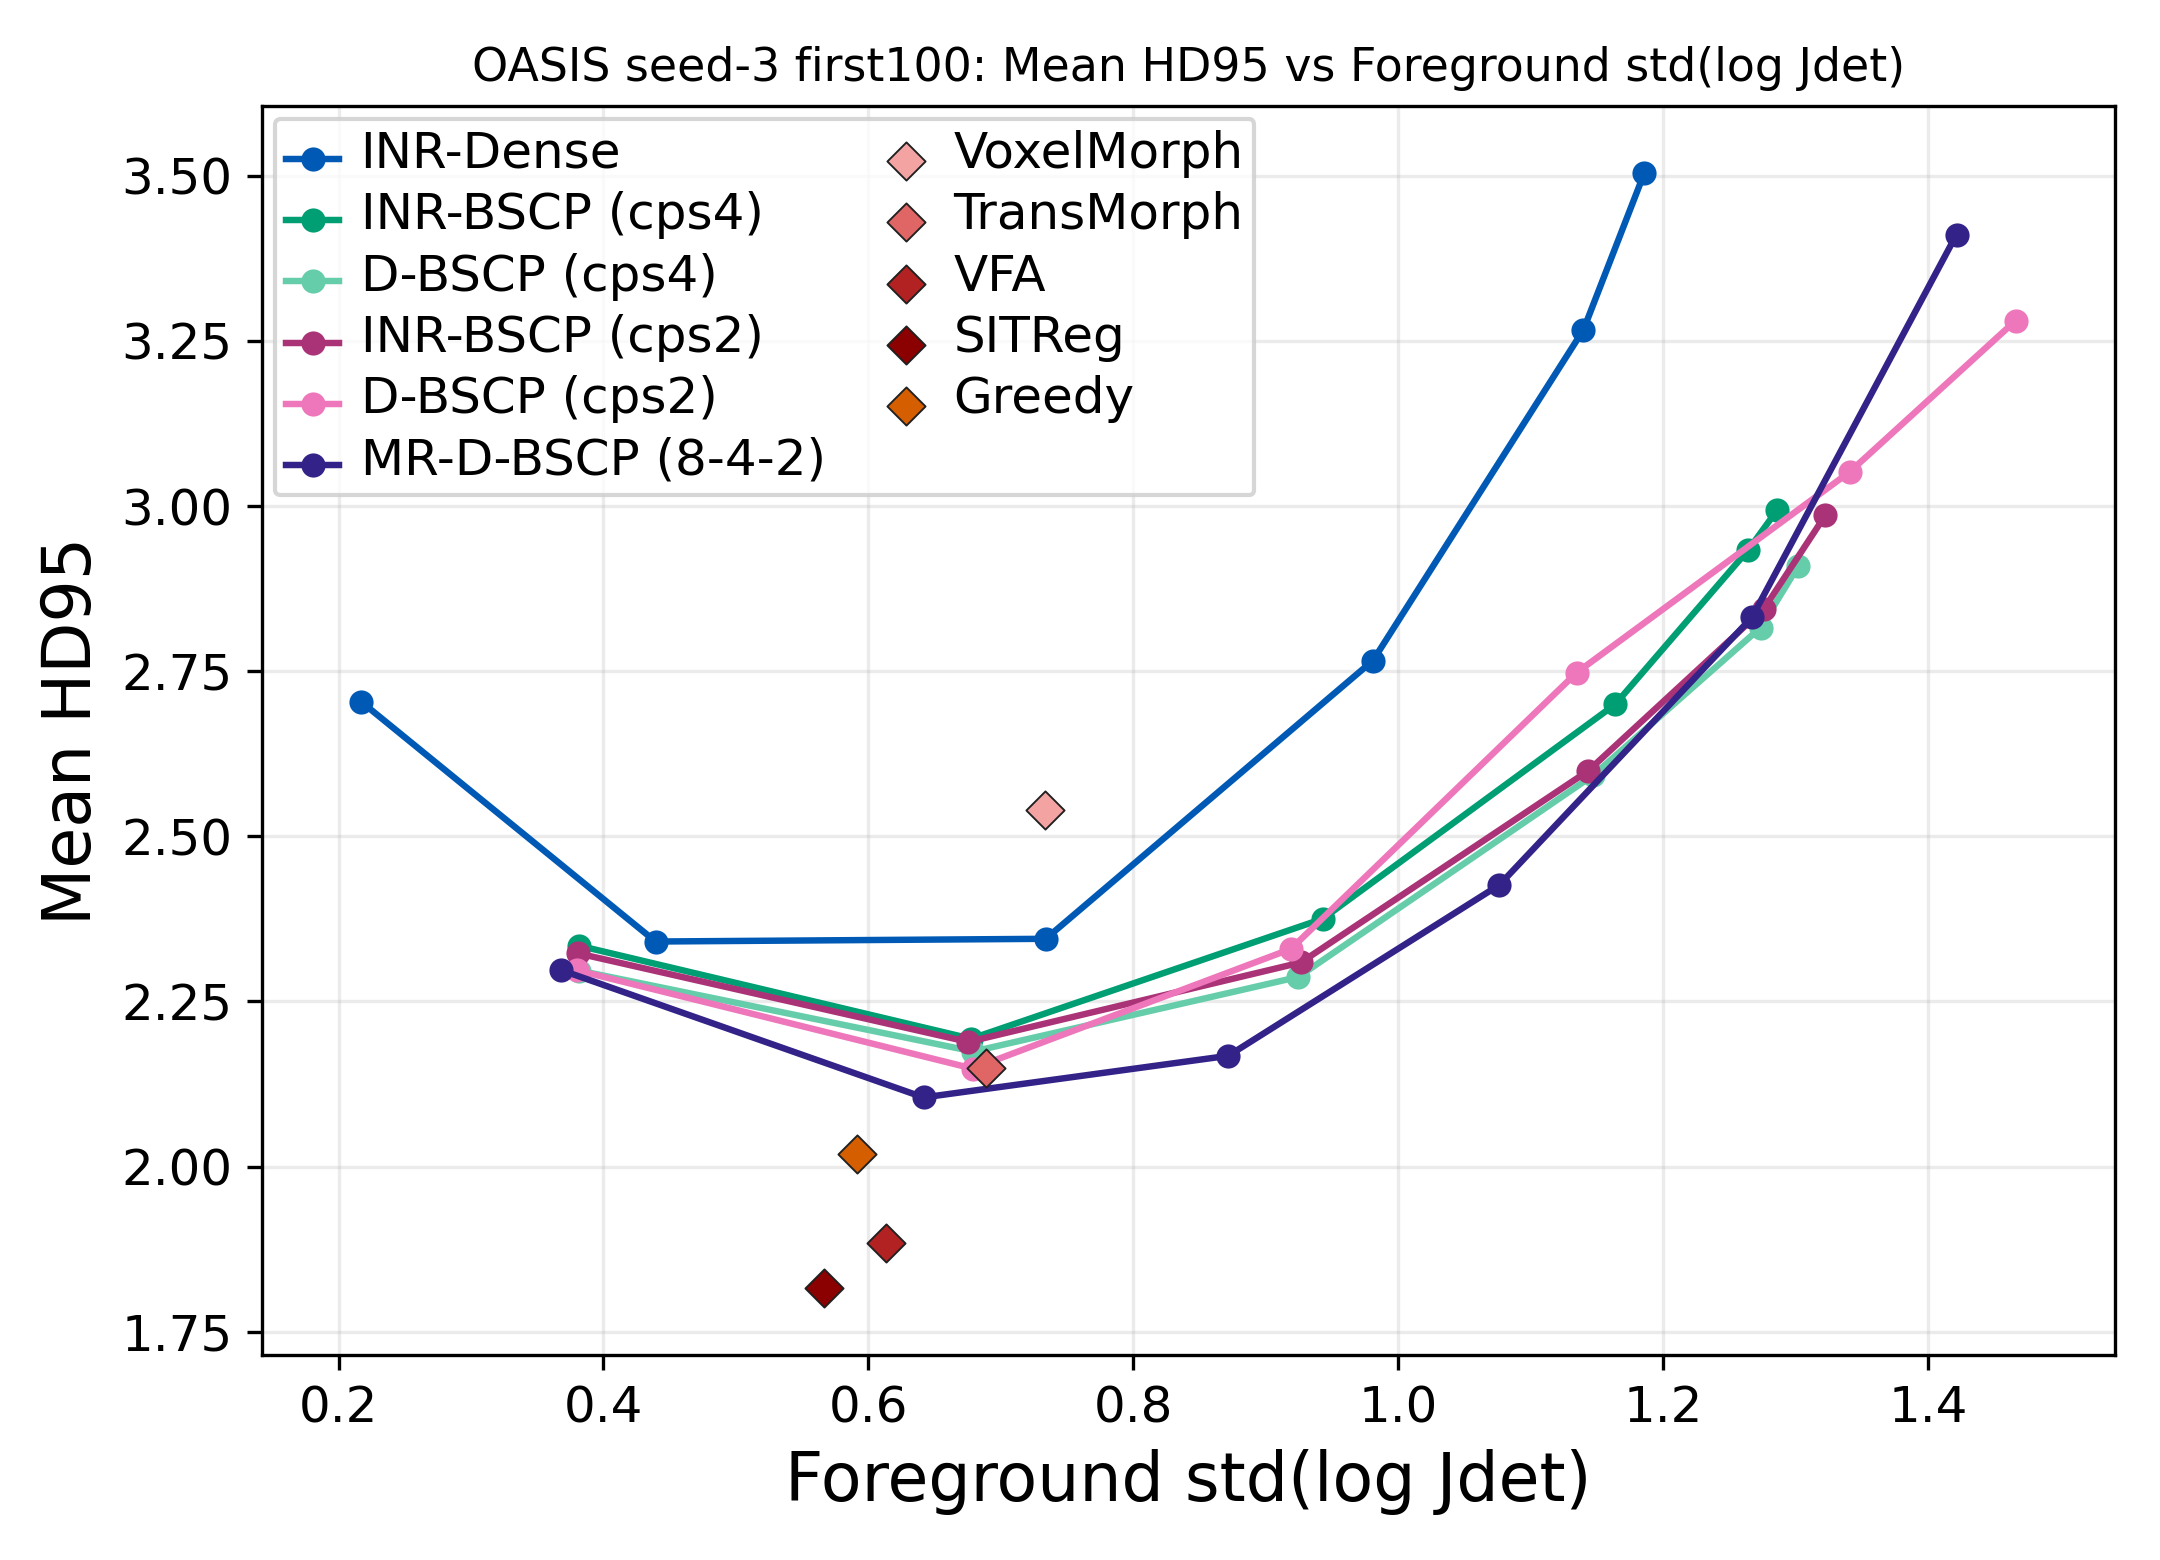 OASIS seed-3 first100: Mean HD95 vs Foreground std(log Jdet)
INR-Dense
INR-BSCP (cps4)
D-BSCP (cps4)
INR-BSCP (cps2)
D-BSCP (cps2)
MR-D-BSCP (8-4-2)
VoxelMorph
TransMorph
VFA
SITReg
Greedy
Mean HD95
3.50
3.25
3.00
2.75
2.50
2.25
2.00
1.75
0.2 0.4 0.6 0.8 1.0 1.2 1.4
Foreground std(log Jdet)